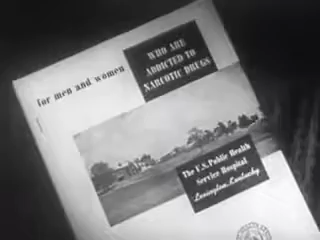 for men and women
WHO ARE
ADDICTED TO
NARCOTIC DRUGS
The U.S. Public Health
Service Hospital
Lexington, Kentucky